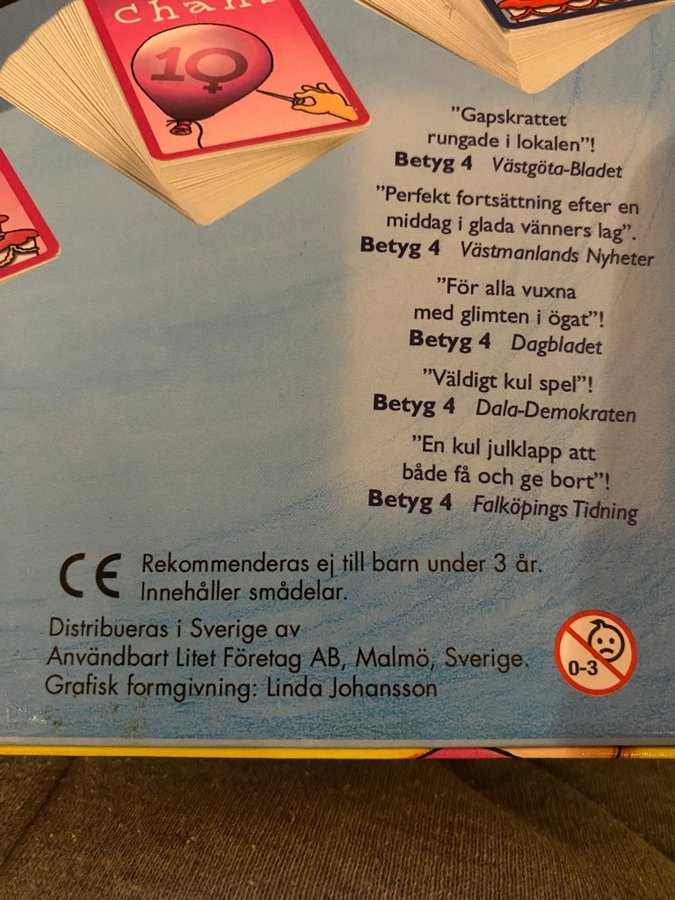 chans
10
"Gapskrattet
rungade i lokalen"!
Betyg 4 Västgöta-Bladet
"Perfekt fortsättning efter en
middag i glada vänners lag".
Betyg 4 Västmanlands Nyheter
"För alla vuxna
med glimten i ögat"!
Betyg 4 Dagbladet
"Väldigt kul spel"!
Betyg 4 Dala-Demokraten
"En kul julklapp att
både få och ge bort"!
Betyg 4 Falköpings Tidning
CE Rekommenderas ej till barn under 3 år.
Innehåller smådelar.
Distribueras i Sverige av
Användbart Litet Företag AB, Malmö, Sverige.
Grafisk formgivning: Linda Johansson
0-3